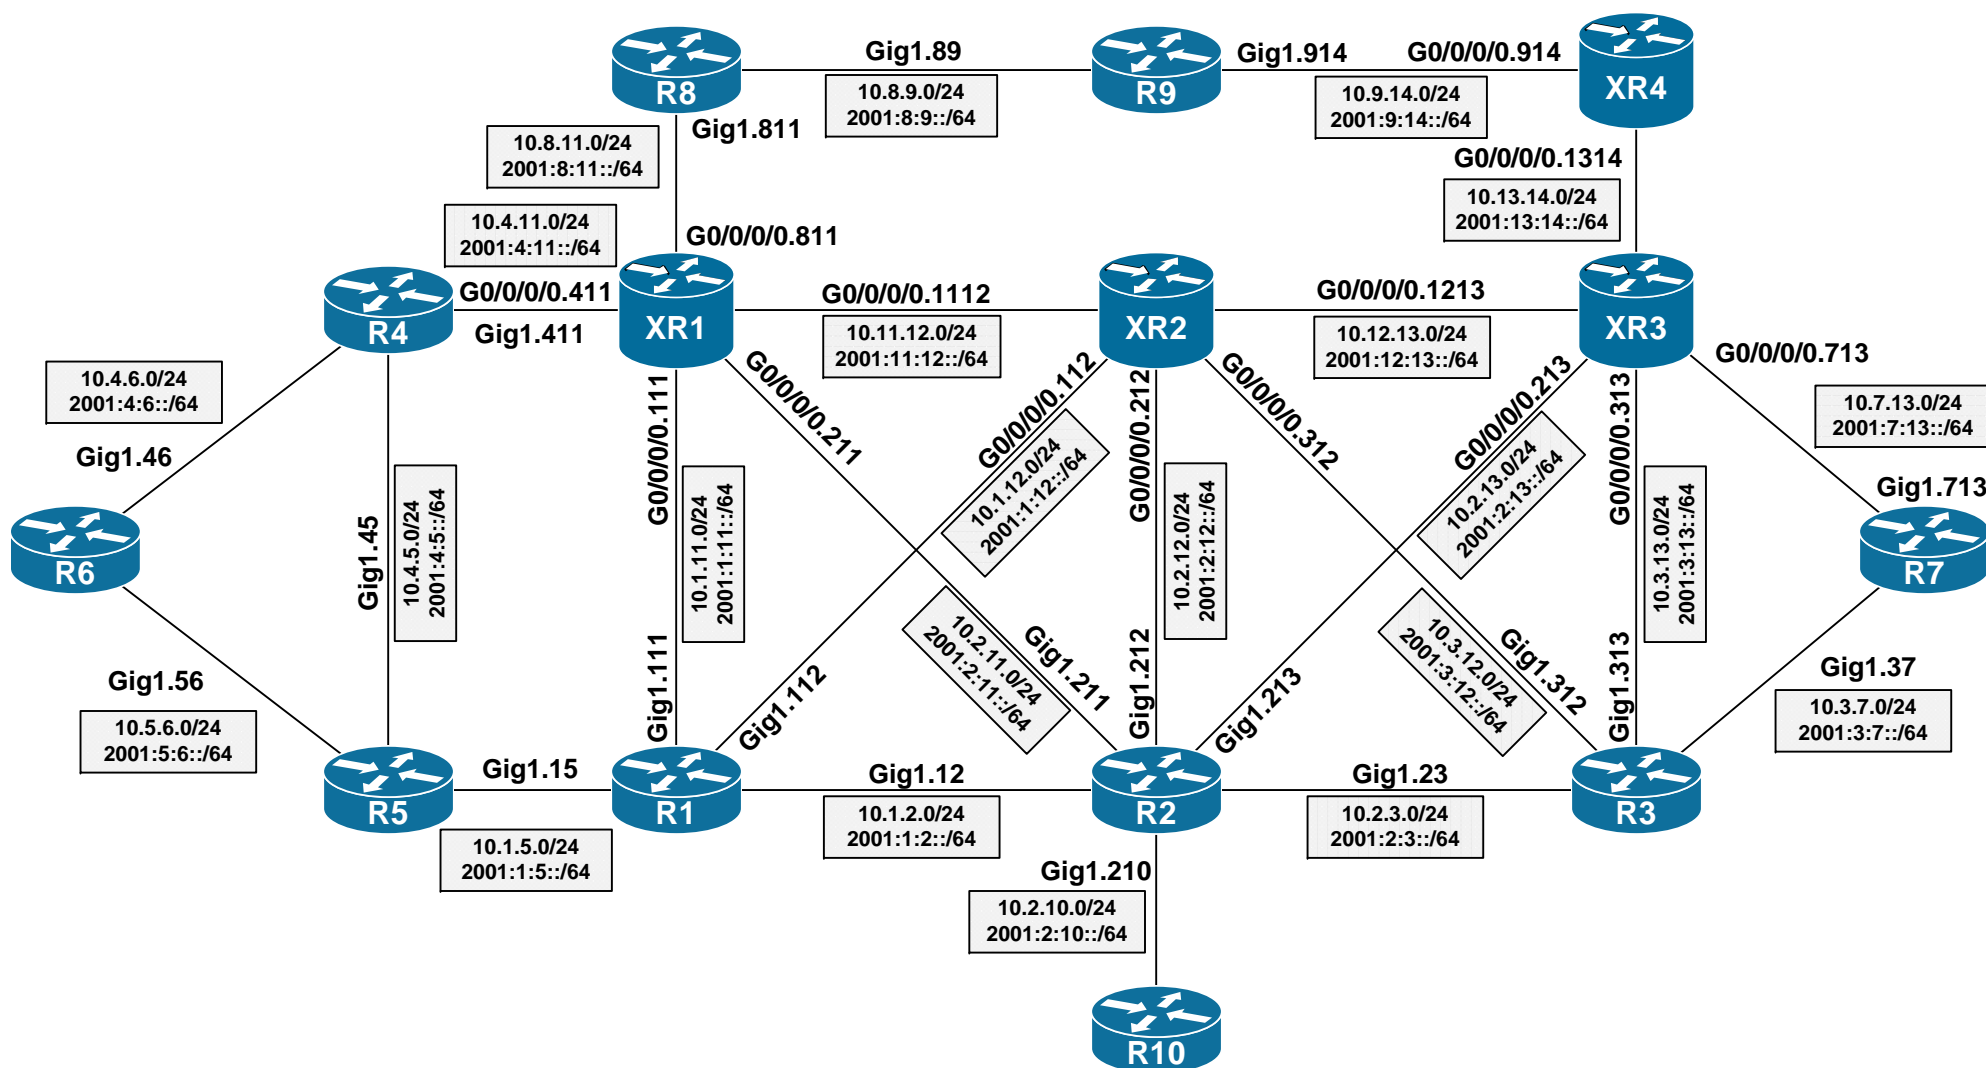 Gig1.89
Gig1.914
G0/0/0/0.914
R8
R9
XR4
10.8.9.0/24
2001:8:9::/64
10.9.14.0/24
2001:9:14::/64
Gig1.811
10.8.11.0/24
2001:8:11::/64
G0/0/0/0.1314
10.13.14.0/24
2001:13:14::/64
10.4.11.0/24
2001:4:11::/64
G0/0/0/0.811
G0/0/0/0.411
Gig1.411
R4
XR1
G0/0/0/0.1112
10.11.12.0/24
2001:11:12::/64
XR2
G0/0/0/0.1213
10.12.13.0/24
2001:12:13::/64
XR3
G0/0/0/0.713
10.7.13.0/24
2001:7:13::/64
10.4.6.0/24
2001:4:6::/64
Gig1.46
G0/0/0/0.111
G0/0/0/0.211
G0/0/0/0.112
G0/0/0/0.212
G0/0/0/0.312
G0/0/0/0.213
G0/0/0/0.313
Gig1.713
R6
R7
Gig1.45
10.4.5.0/24
2001:4:5::/64
10.1.11.0/24
2001:1:11::/64
10.1.12.0/24
2001:1:12::/64
10.2.12.0/24
2001:2:12::/64
10.2.13.0/24
2001:2:13::/64
10.3.13.0/24
2001:3:13::/64
10.2.11.0/24
2001:2:11::/64
10.3.12.0/24
2001:3:12::/64
Gig1.56
10.5.6.0/24
2001:5:6::/64
Gig1.111
Gig1.112
Gig1.211
Gig1.212
Gig1.213
Gig1.312
Gig1.313
Gig1.37
10.3.7.0/24
2001:3:7::/64
R5
Gig1.15
10.1.5.0/24
2001:1:5::/64
R1
Gig1.12
10.1.2.0/24
2001:1:2::/64
R2
Gig1.23
10.2.3.0/24
2001:2:3::/64
R3
Gig1.210
10.2.10.0/24
2001:2:10::/64
R10